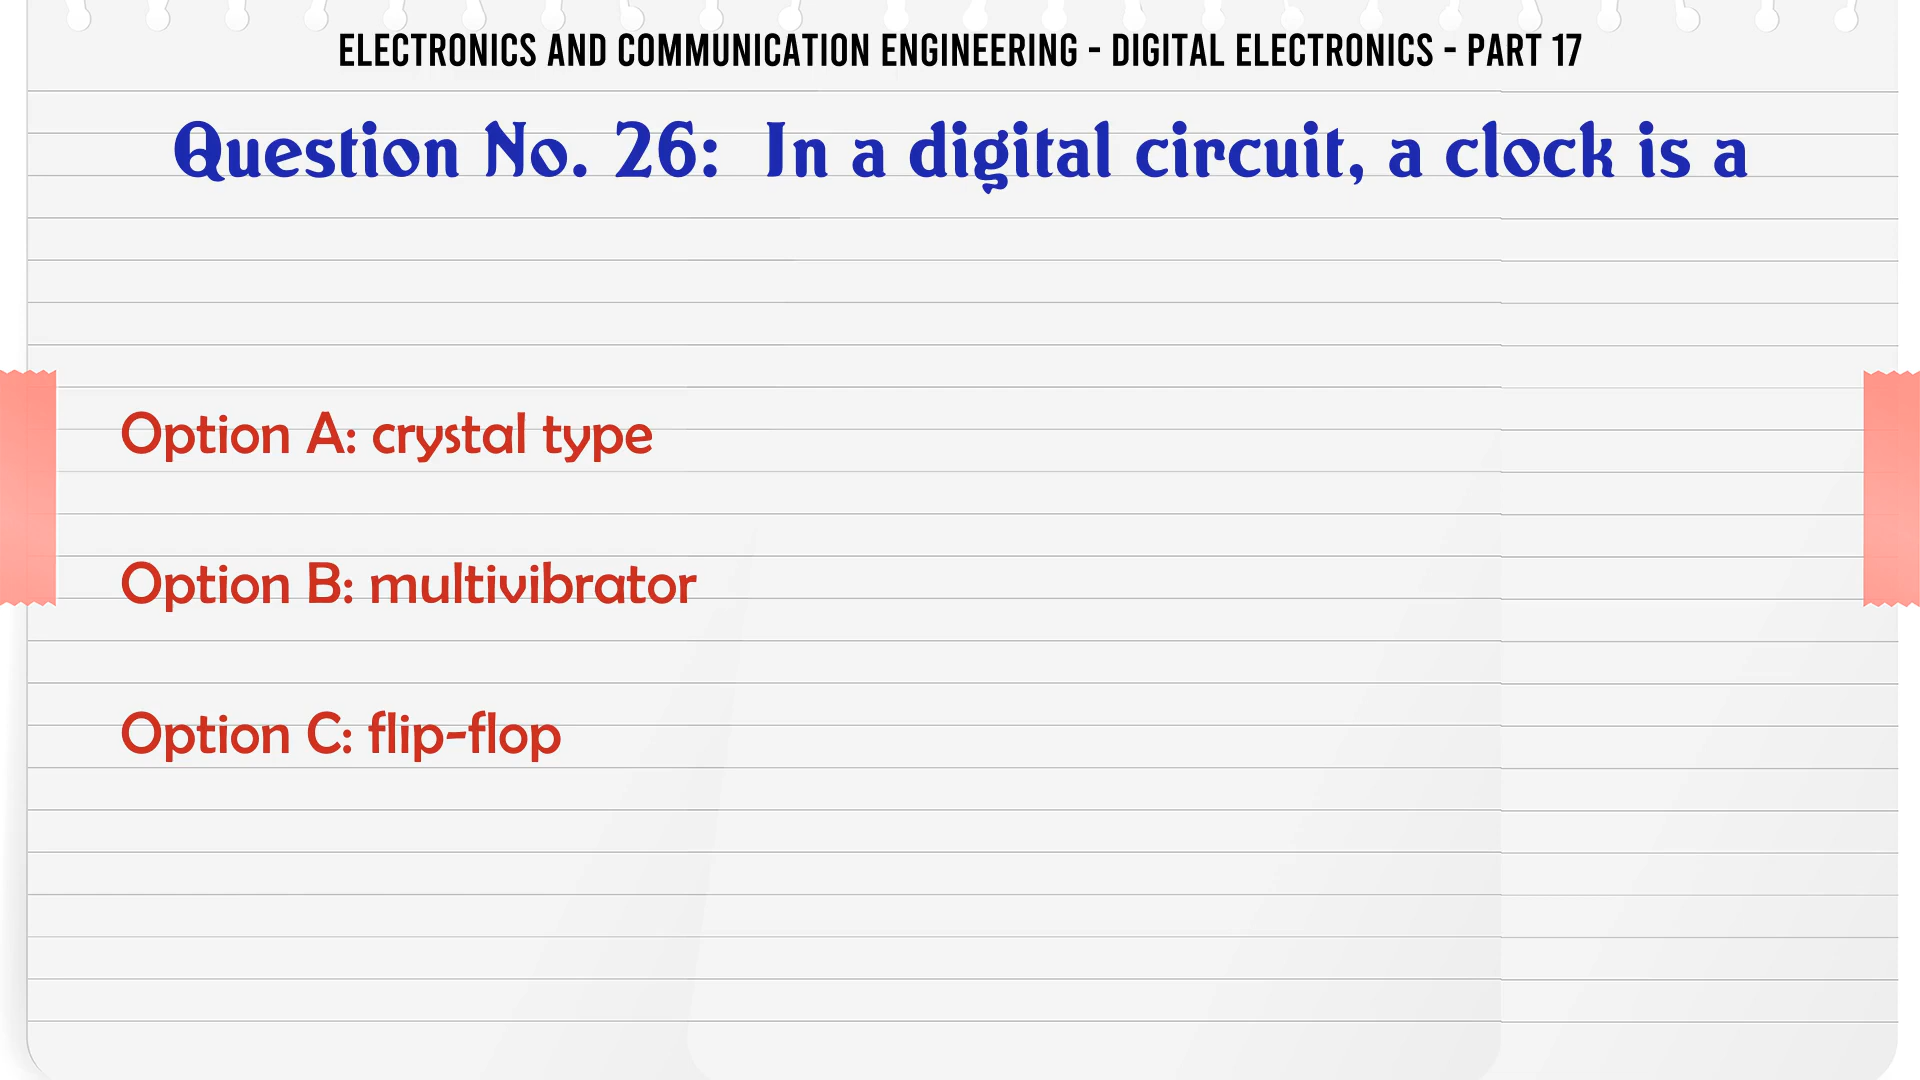 ELECTRONICS AND COMMUNICATION ENGINEERING - DIGITAL ELECTRONICS - PART 17
Question No. 26: In a digital circuit, a clock is a
Option A: crystal type
Option B: multivibrator
Option C: flip-flop